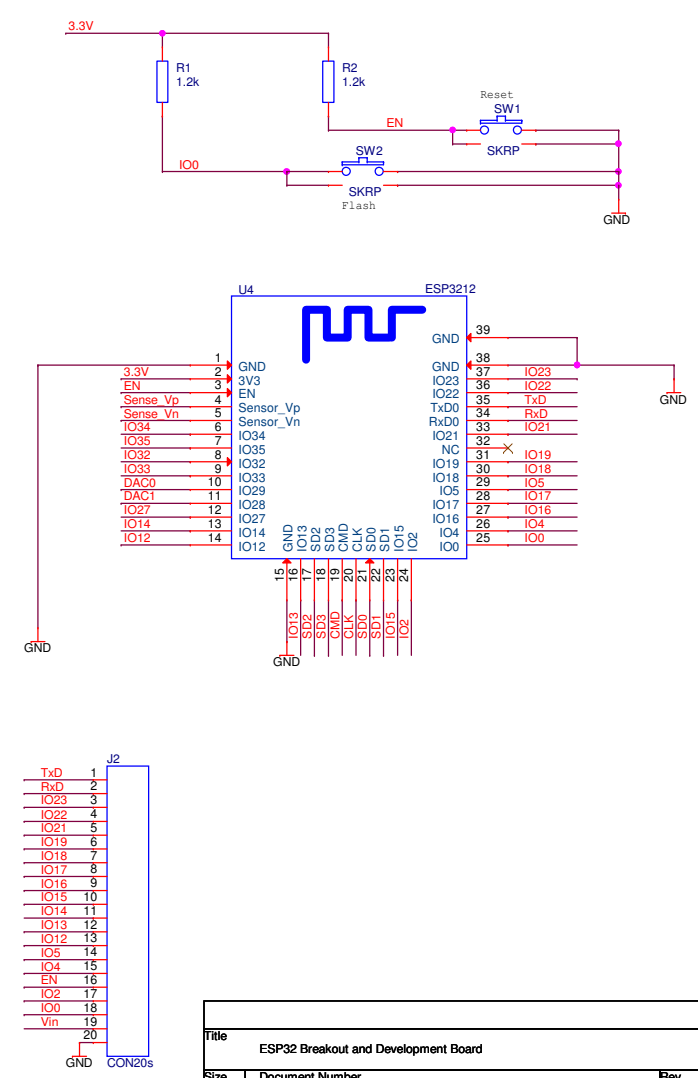 3.3V
R1
1.2k
R2
1.2k
Reset
SW1
EN
SKRP
SW2
IO0
SKRP
Flash
GND
U4
ESP3212
GND 39
1 GND
GND 38
3.3V 2 3V3
IO23 37 IO23
EN 3 EN
IO22 36 IO22
Sense_Vp 4 Sensor_Vp
TxD0 35 TxD
Sense_Vn 5 Sensor_Vn
RxD0 34 RxD
IO34 6 IO34
IO21 33 IO21
IO35 7 IO35
NC 32
IO32 8 IO32
IO19 31 IO19
IO33 9 IO33
IO18 30 IO18
DAC0 10 IO29
IO5 29 IO5
DAC1 11 IO28
IO17 28 IO17
IO27 12 IO27
IO16 27 IO16
IO14 13 IO14
IO4 26 IO4
IO12 14 IO12
IO0 25 IO0
GND
GND IO13 SD2 SD3 CMD CLK SD0 SD1 IO15 IO2
15 16 17 18 19 20 21 22 23 24
IO13 SD2 SD3 CMD CLK SD0 SD1 IO15 IO2
GND
GND
J2
TxD 1
RxD 2
IO23 3
IO22 4
IO21 5
IO19 6
IO18 7
IO17 8
IO16 9
IO15 10
IO14 11
IO13 12
IO12 13
IO5 14
IO4 15
EN 16
IO2 17
IO0 18
Vin 19
20
GND
CON20s
Title
ESP32 Breakout and Development Board
Size Document Number Rev